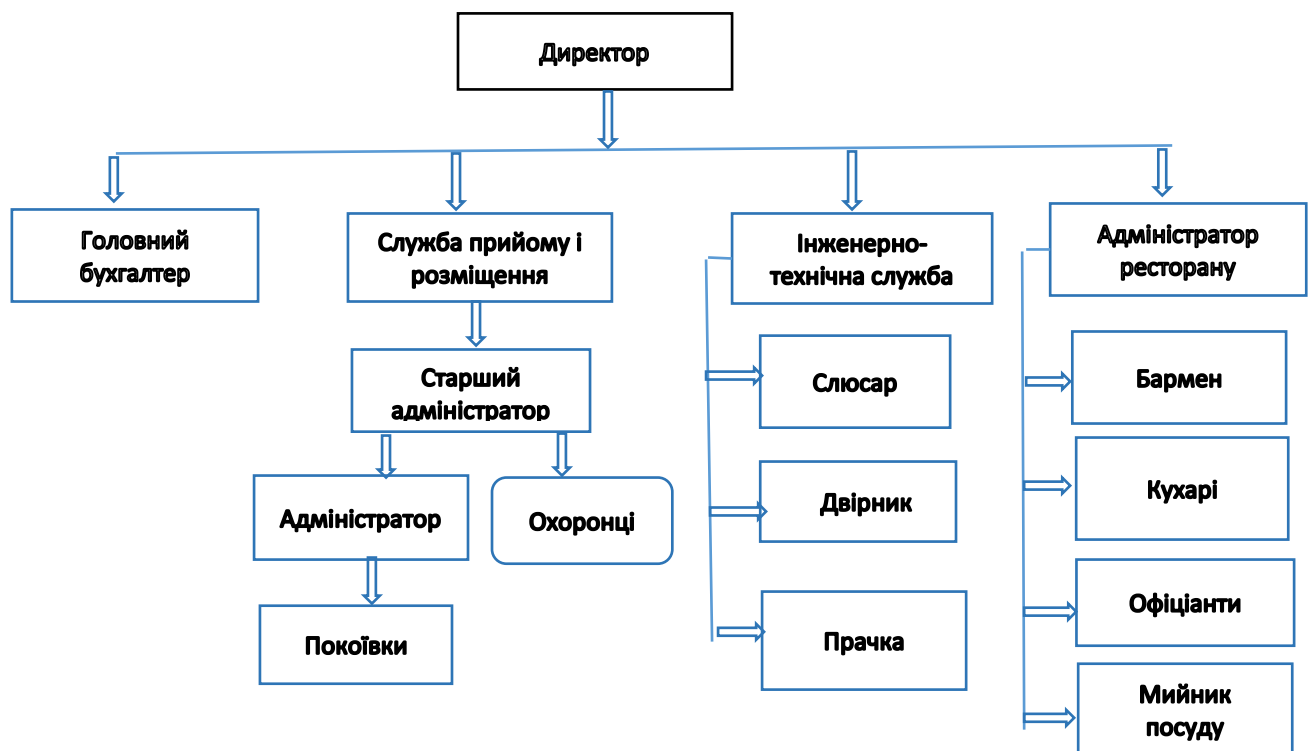 Директор
Головний
бухгалтер
Служба прийому і
розміщення
Інженерно-
технічна служба
Адміністратор
ресторану
Старший
адміністратор
Адміністратор
Охоронці
Покоївки
Слюсар
Двірник
Прачка
Бармен
Кухарі
Офіціанти
Мийник
посуду